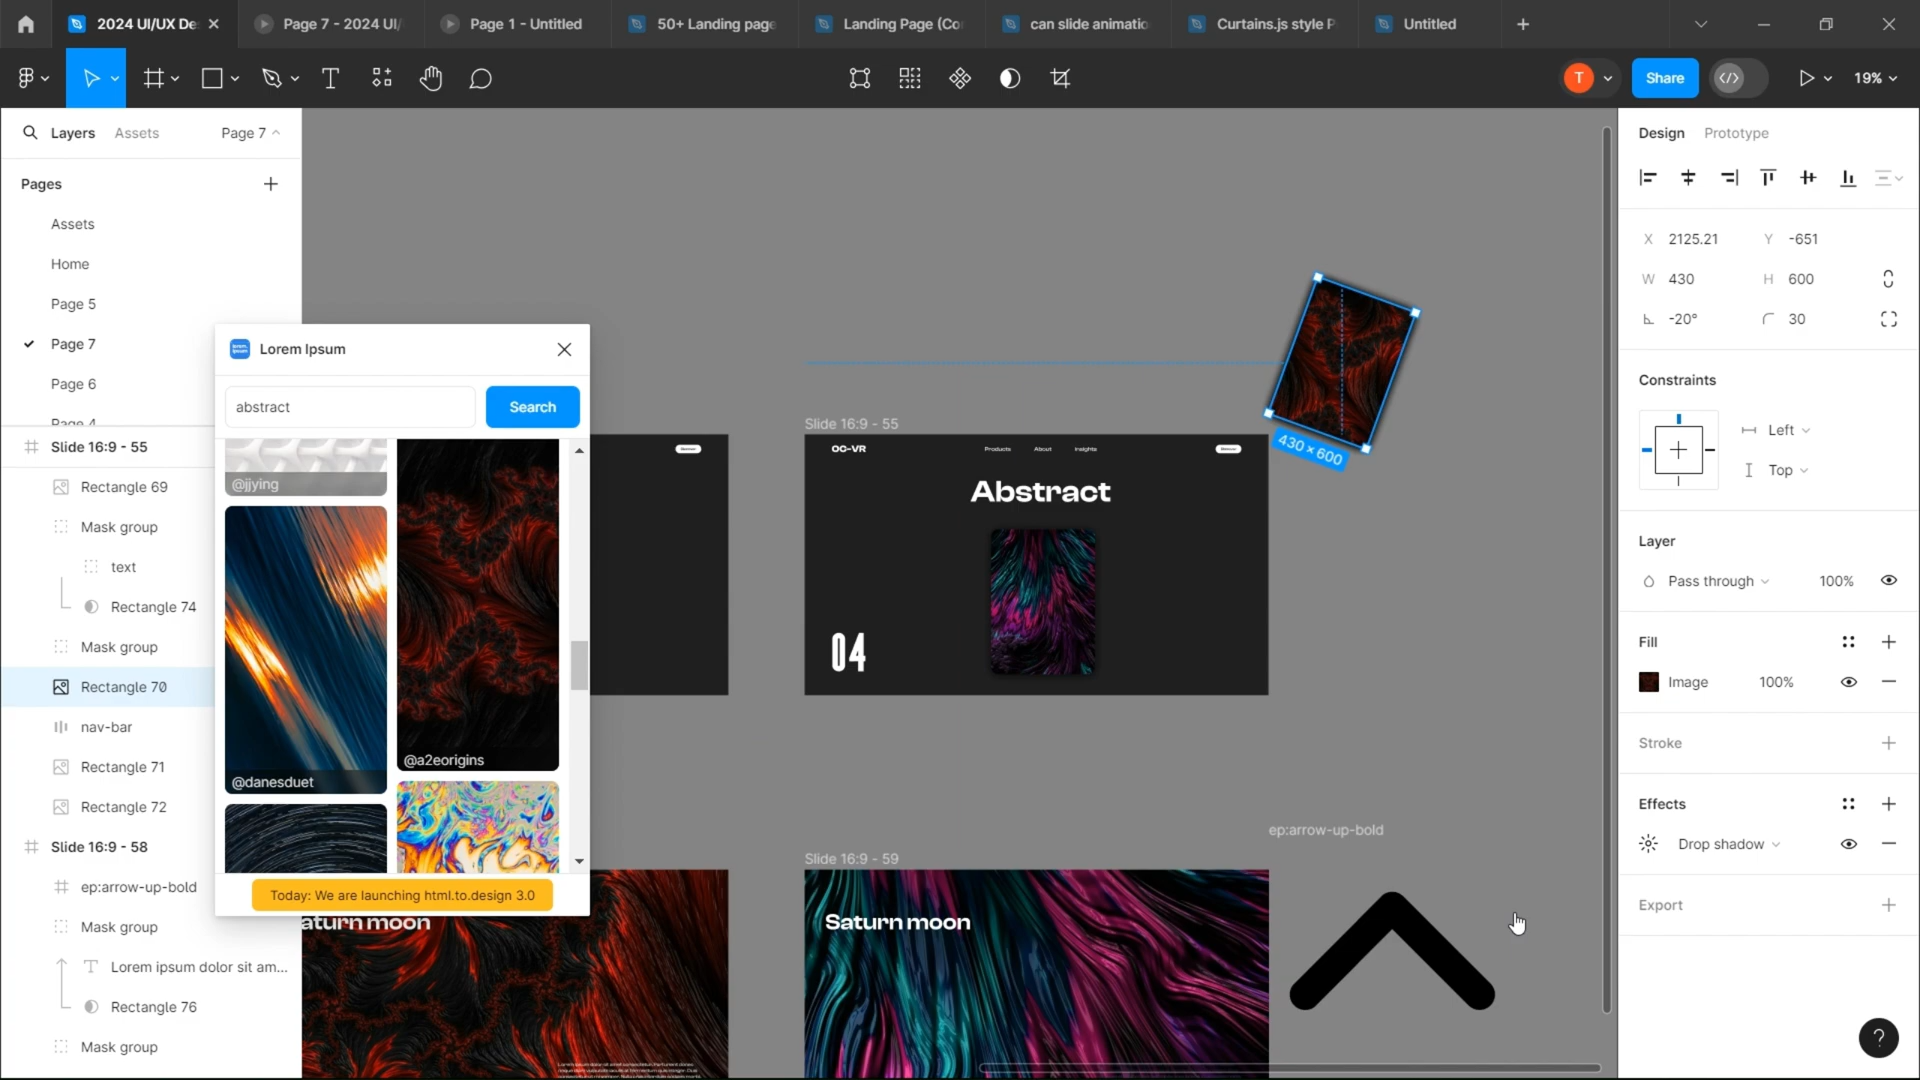 2024 UI/UX De
Page 7 - 2024 UI/
Page 1 - Untitled
50+ Landing page
Landing Page (Co
can slide animatio
Curtains.js style P
Untitled
T
Share
19%
Layers
Assets
Page 7
Pages
Assets
Home
Page 5
Page 7
Page 6
Page 4
Slide 16:9 - 55
Rectangle 69
Mask group
text
Rectangle 74
Mask group
Rectangle 70
nav-bar
Rectangle 71
Rectangle 72
Slide 16:9 - 58
ep:arrow-up-bold
Mask group
Lorem ipsum dolor sit am...
Rectangle 76
Mask group
Lorem Ipsum
abstract
Search
@jjying
@danesduet
@a2eorigins
Today: We are launching html.to.design 3.0
aturn moon
Slide 16:9 - 55
OC-VR
Products
About
Insights
Abstract
04
430 × 600
Slide 16:9 - 59
Saturn moon
ep:arrow-up-bold
Design
Prototype
X 2125.21
Y -651
W 430
H 600
-20°
30
Constraints
Left
Top
Layer
Pass through
100%
Fill
Image
100%
Stroke
Effects
Drop shadow
Export
?